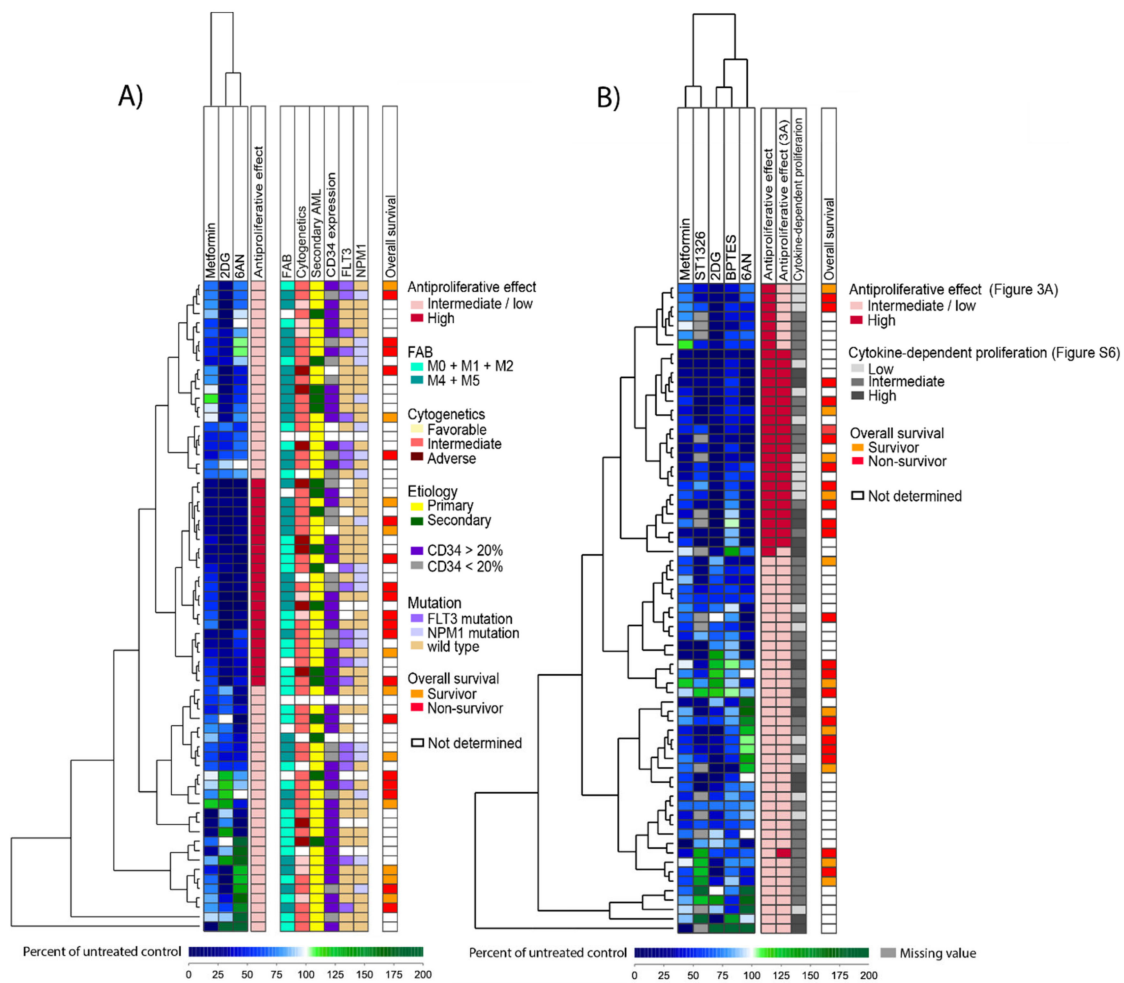 A)
Metformin
2DG
6AN
Antiproliferative effect
FAB
Cytogenetics
Secondary AML
CD34 expression
FLT3
NPM1
Overall survival
Antiproliferative effect
Intermediate / low
High
FAB
M0 + M1 + M2
M4 + M5
Cytogenetics
Favorable
Intermediate
Adverse
Etiology
Primary
Secondary
CD34 > 20%
CD34 < 20%
Mutation
FLT3 mutation
NPM1 mutation
wild type
Overall survival
Survivor
Non-survivor
Not determined
Percent of untreated control
0 25 50 75 100 125 150 175 200
B)
Metformin
ST1326
2DG
BPTES
6AN
Antiproliferative effect
Antiproliferative effect (3A)
Cytokine-dependent proliferation
Overall survival
Antiproliferative effect (Figure 3A)
Intermediate / low
High
Cytokine-dependent proliferation (Figure S6)
Low
Intermediate
High
Overall survival
Survivor
Non-survivor
Not determined
Percent of untreated control
0 25 50 75 100 125 150 175 200
Missing value